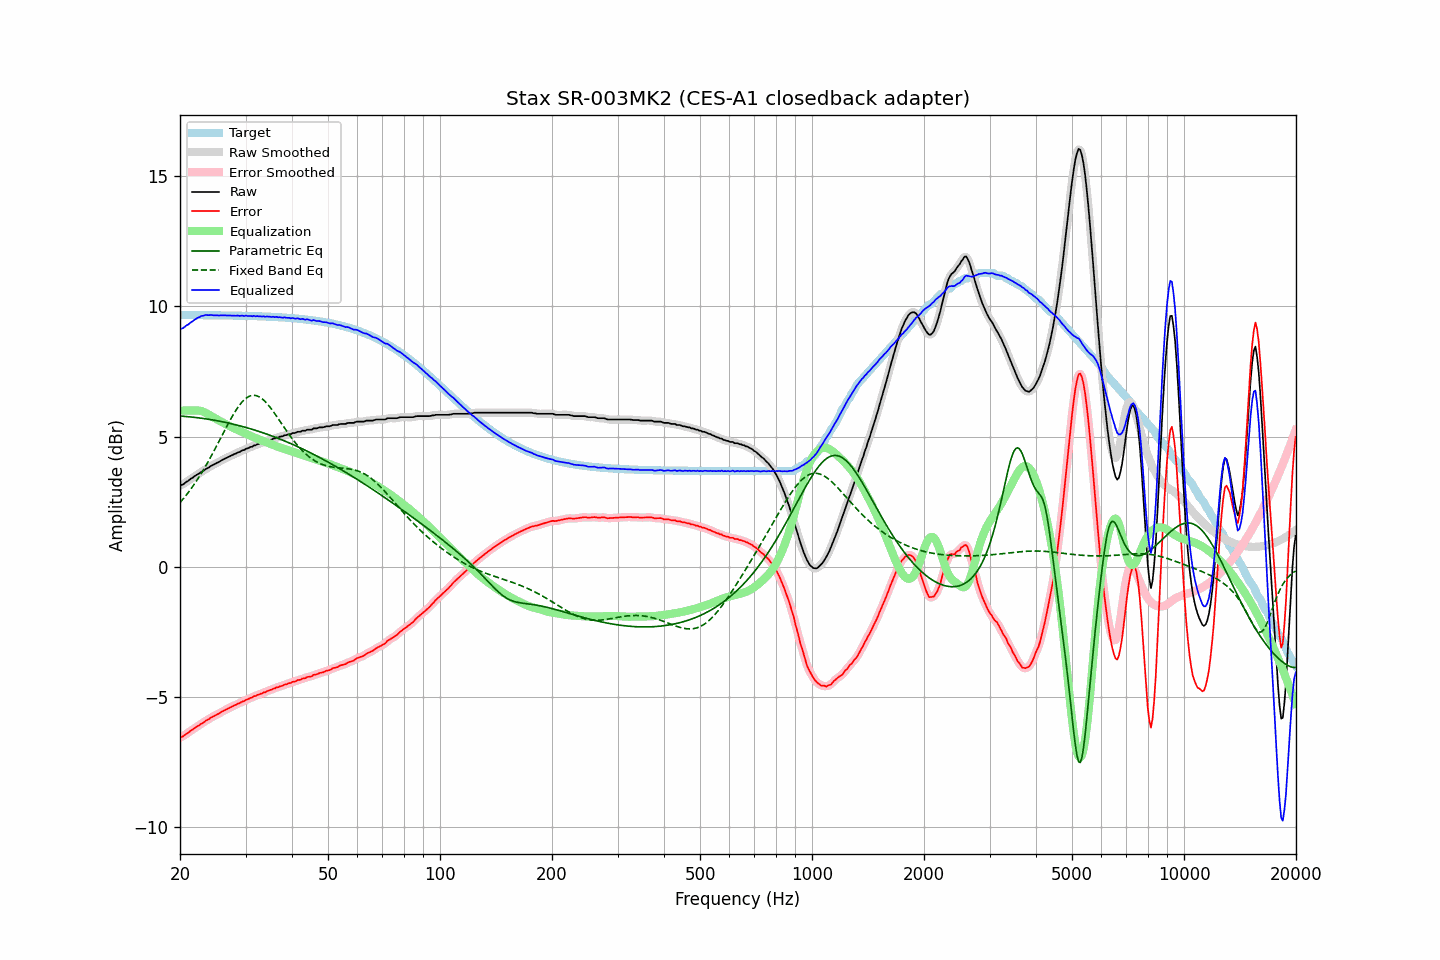 Stax SR-003MK2 (CES-A1 closedback adapter)
Target
Raw Smoothed
Error Smoothed
Raw
Error
Equalization
Parametric Eq
Fixed Band Eq
Equalized
Amplitude (dBr)
15
10
5
0
−5
−10
20 50 100 200 500 1000 2000 5000 10000 20000
Frequency (Hz)